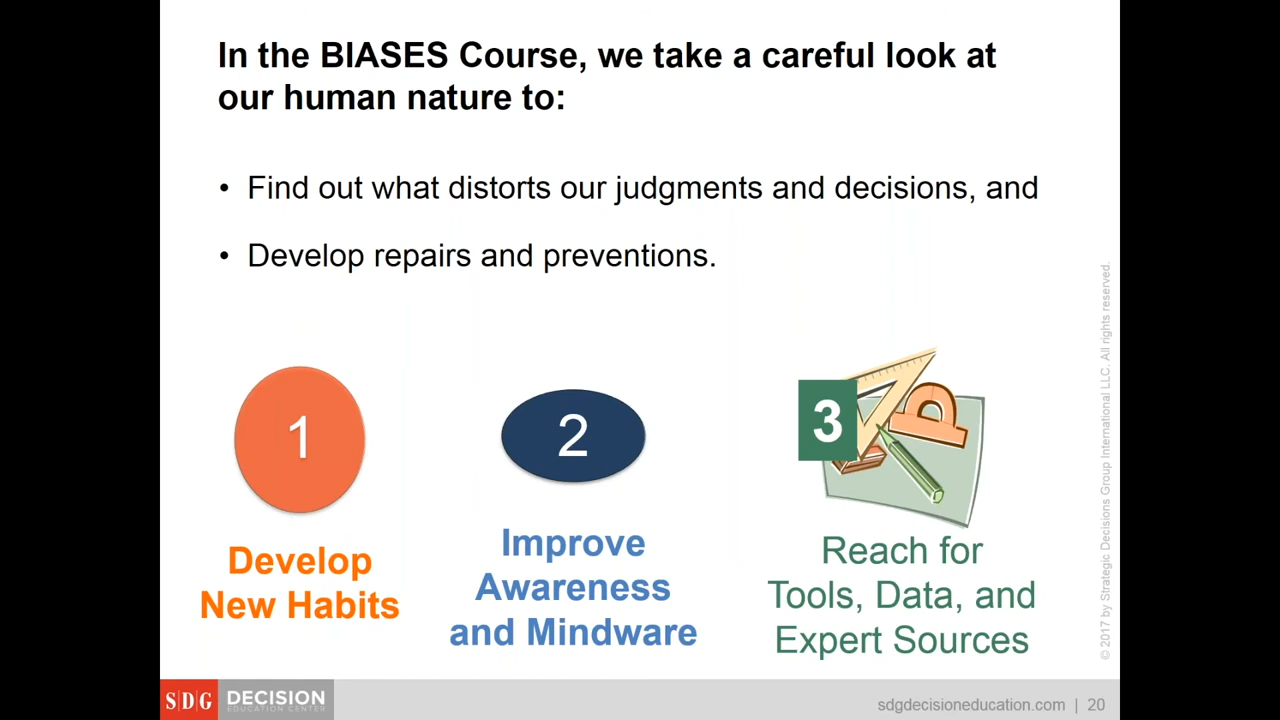 In the BIASES Course, we take a careful look at
our human nature to:
• Find out what distorts our judgments and decisions, and
• Develop repairs and preventions.
1
2
3
Develop
New Habits
Improve
Awareness
and Mindware
Reach for
Tools, Data, and
Expert Sources
© 2017 by Strategic Decisions Group International LLC. All rights reserved.
S|D|G DECISION
EDUCATION CENTER
sdgdecisioneducation.com | 20